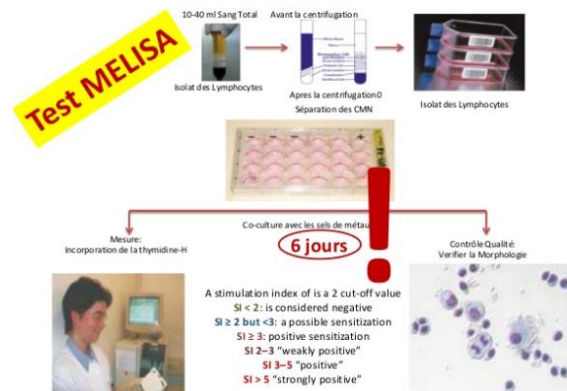 Test MELISA
10-40 ml Sang Total
Avant la centrifugation
Isolat des Lymphocytes
Apres la centrifugation0
Séparation des CMN
Isolat des Lymphocytes
Co-culture avec les sels de métau
6 jours
Mesure:
Incorporation de la thymidine-H
Contrôle Qualité:
Verifier la Morphologie
A stimulation index of is a 2 cut-off value
SI < 2: is considered negative
SI ≥ 2 but <3: a possible sensitization
SI ≥ 3: positive sensitization
SI 2–3 “weakly positive”
SI 3–5 “positive”
SI > 5 “strongly positive”